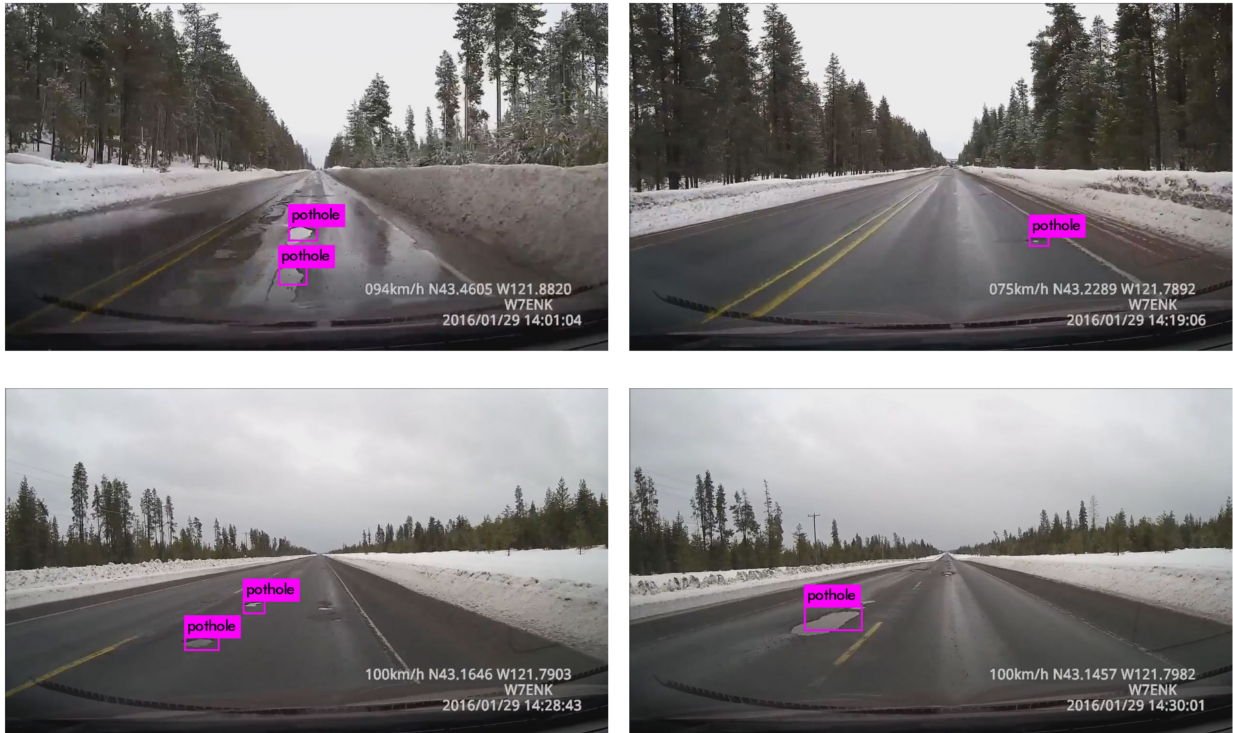 pothole
pothole
094km/h N43.4605 W121.8820
W7ENK
2016/01/29 14:01:04
pothole
075km/h N43.2289 W121.7892
W7ENK
2016/01/29 14:19:06
pothole
pothole
100km/h N43.1646 W121.7903
W7ENK
2016/01/29 14:28:43
pothole
100km/h N43.1457 W121.7982
W7ENK
2016/01/29 14:30:01